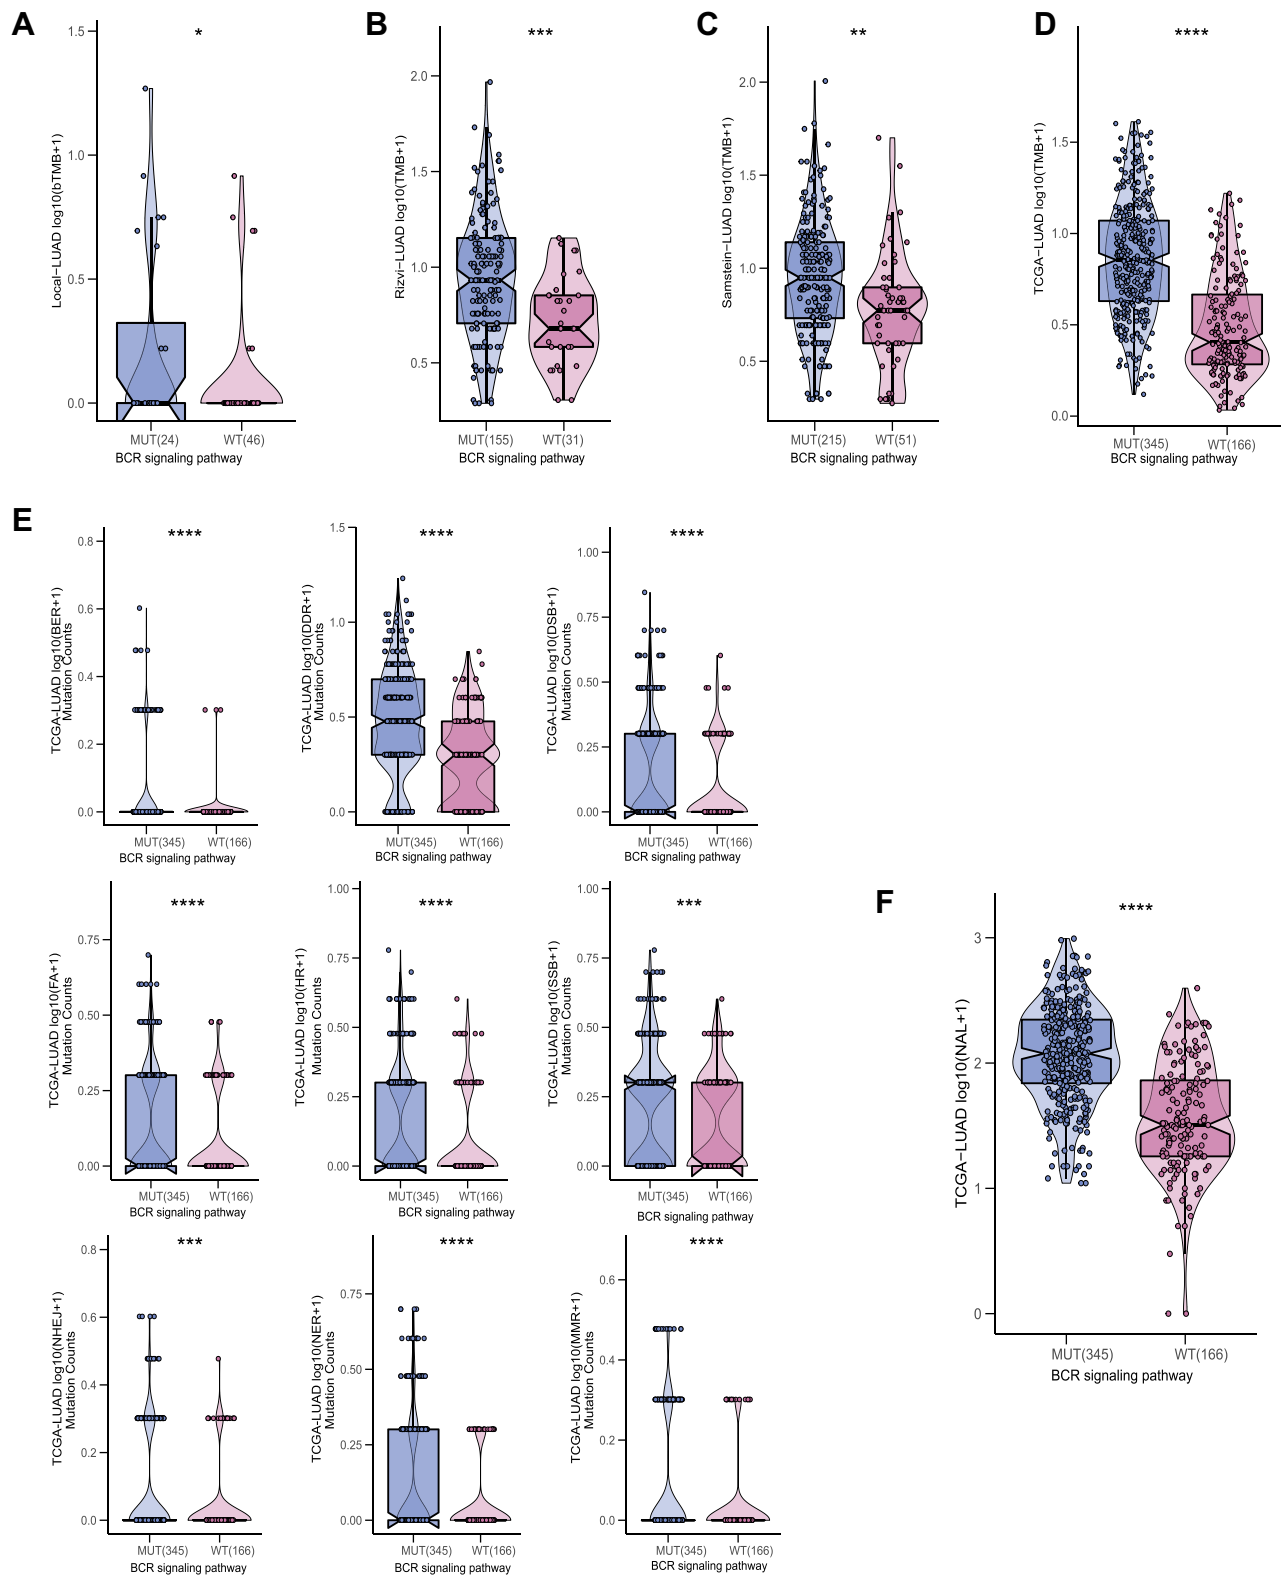 A
*
Local−LUAD log10(bTMB+1)
1.5
1.0
0.5
0.0
MUT(24)
WT(46)
BCR signaling pathway
B
***
Rizvi−LUAD log10(TMB+1)
2.0
1.5
1.0
0.5
MUT(155)
WT(31)
BCR signaling pathway
C
**
Samstein−LUAD log10(TMB+1)
2.0
1.5
1.0
0.5
MUT(215)
WT(51)
BCR signaling pathway
D
****
TCGA−LUAD log10(TMB+1)
1.5
1.0
0.5
0.0
MUT(345)
WT(166)
BCR signaling pathway
E
****
TCGA-LUAD log10(BER+1)
Mutation Counts
0.8
0.6
0.4
0.2
0.0
MUT(345)
WT(166)
BCR signaling pathway
****
TCGA-LUAD log10(DDR+1)
Mutation Counts
1.5
1.0
0.5
0.0
MUT(345)
WT(166)
BCR signaling pathway
****
TCGA-LUAD log10(DSB+1)
Mutation Counts
1.00
0.75
0.50
0.25
0.00
MUT(345)
WT(166)
BCR signaling pathway
****
TCGA-LUAD log10(FA+1)
Mutation Counts
0.75
0.50
0.25
0.00
MUT(345)
WT(166)
BCR signaling pathway
****
TCGA-LUAD log10(HR+1)
Mutation Counts
1.00
0.75
0.50
0.25
0.00
MUT(345)
WT(166)
BCR signaling pathway
***
TCGA-LUAD log10(SSB+1)
Mutation Counts
1.00
0.75
0.50
0.25
0.00
MUT(345)
WT(166)
BCR signaling pathway
***
TCGA-LUAD log10(NHEJ+1)
Mutation Counts
0.8
0.6
0.4
0.2
0.0
MUT(345)
WT(166)
BCR signaling pathway
****
TCGA-LUAD log10(NER+1)
Mutation Counts
0.75
0.50
0.25
0.00
MUT(345)
WT(166)
BCR signaling pathway
****
TCGA-LUAD log10(MMR+1)
Mutation Counts
0.6
0.4
0.2
0.0
MUT(345)
WT(166)
BCR signaling pathway
F
****
TCGA−LUAD log10(NAL+1)
3
2
1
0
MUT(345)
WT(166)
BCR signaling pathway